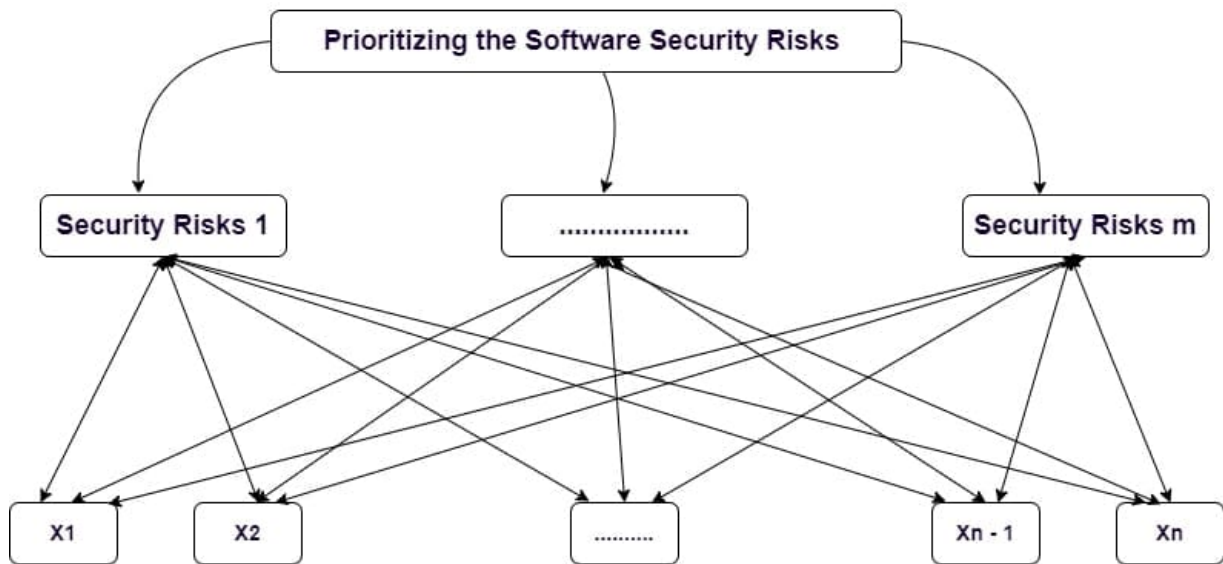 Prioritizing the Software Security Risks
Security Risks 1
.................
Security Risks m
X1
X2
..........
Xn - 1
Xn